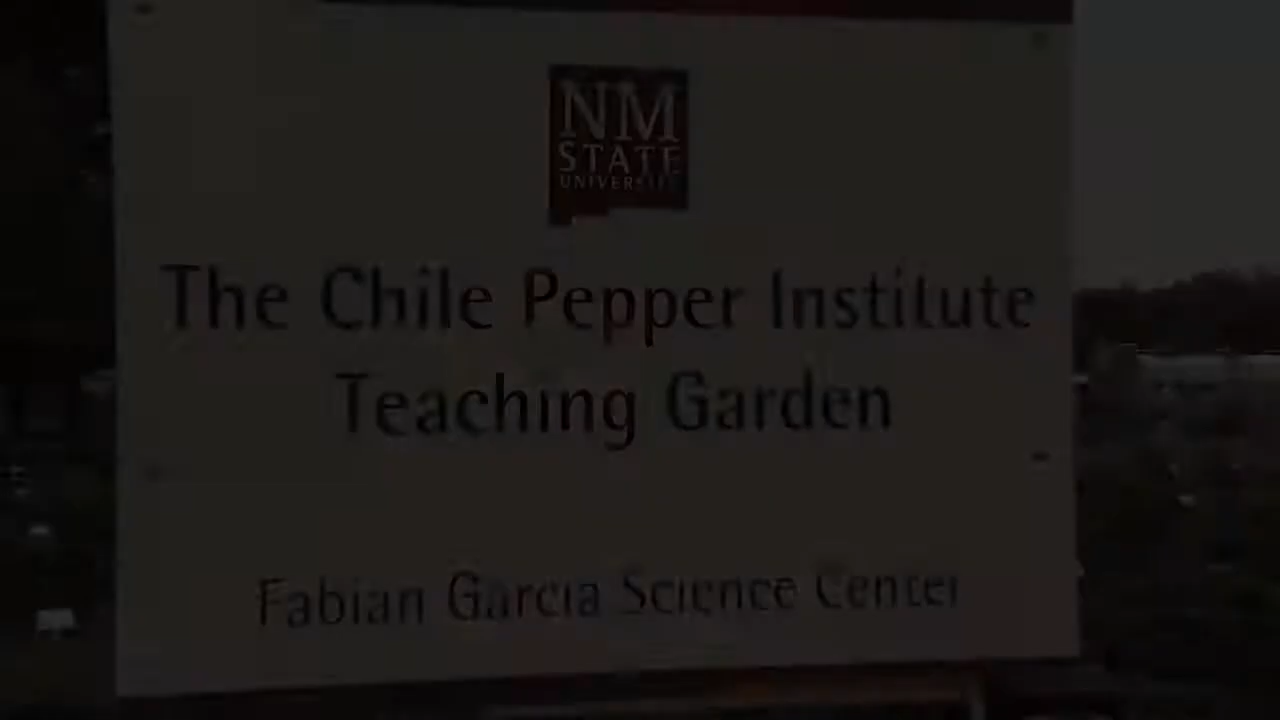 NM
STATE
UNIVERSITY
The Chile Pepper Institute
Teaching Garden
Fabian Garcia Science Center